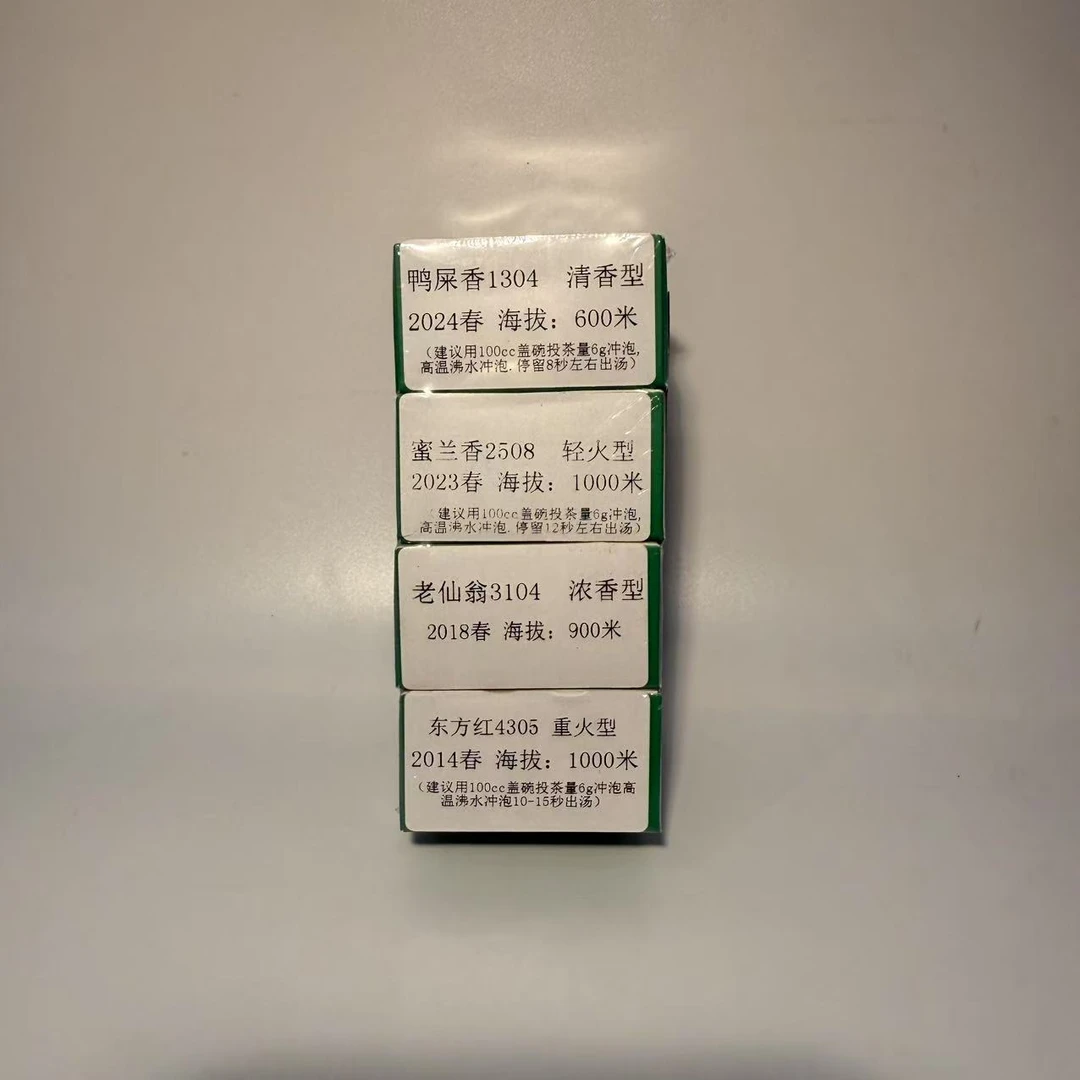 鸭屎香1304 清香型
2024春 海拔：600米
（建议用100cc盖碗投茶量6g冲泡,
高温沸水冲泡.停留8秒左右出汤）
蜜兰香2508 轻火型
2023春 海拔：1000米
（建议用100cc盖碗投茶量6g冲泡,
高温沸水冲泡.停留12秒左右出汤）
老仙翁3104 浓香型
2018春 海拔：900米
东方红4305 重火型
2014春 海拔：1000米
（建议用100cc盖碗投茶量6g冲泡高
温沸水冲泡10-15秒出汤）